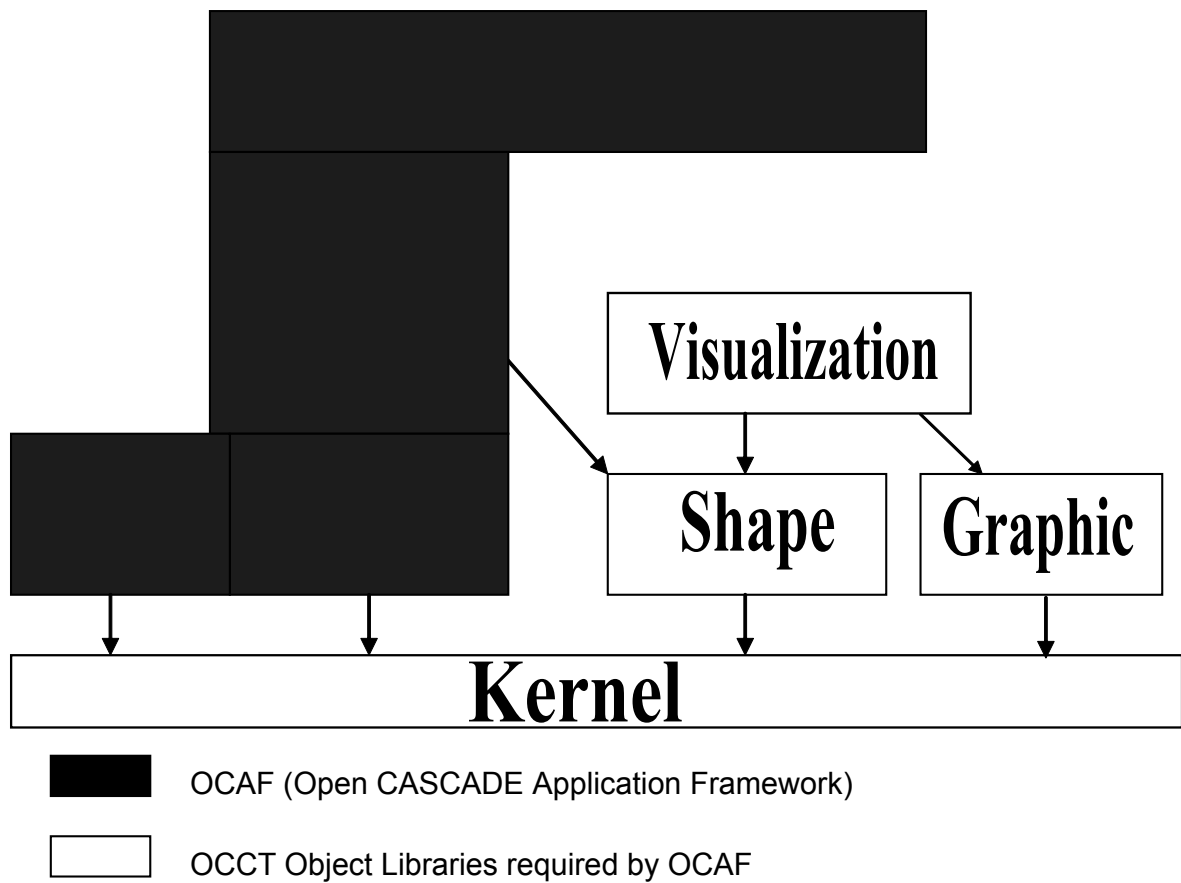 Visualization
Shape
Graphic
Kernel
OCAF (Open CASCADE Application Framework)
OCCT Object Libraries required by OCAF